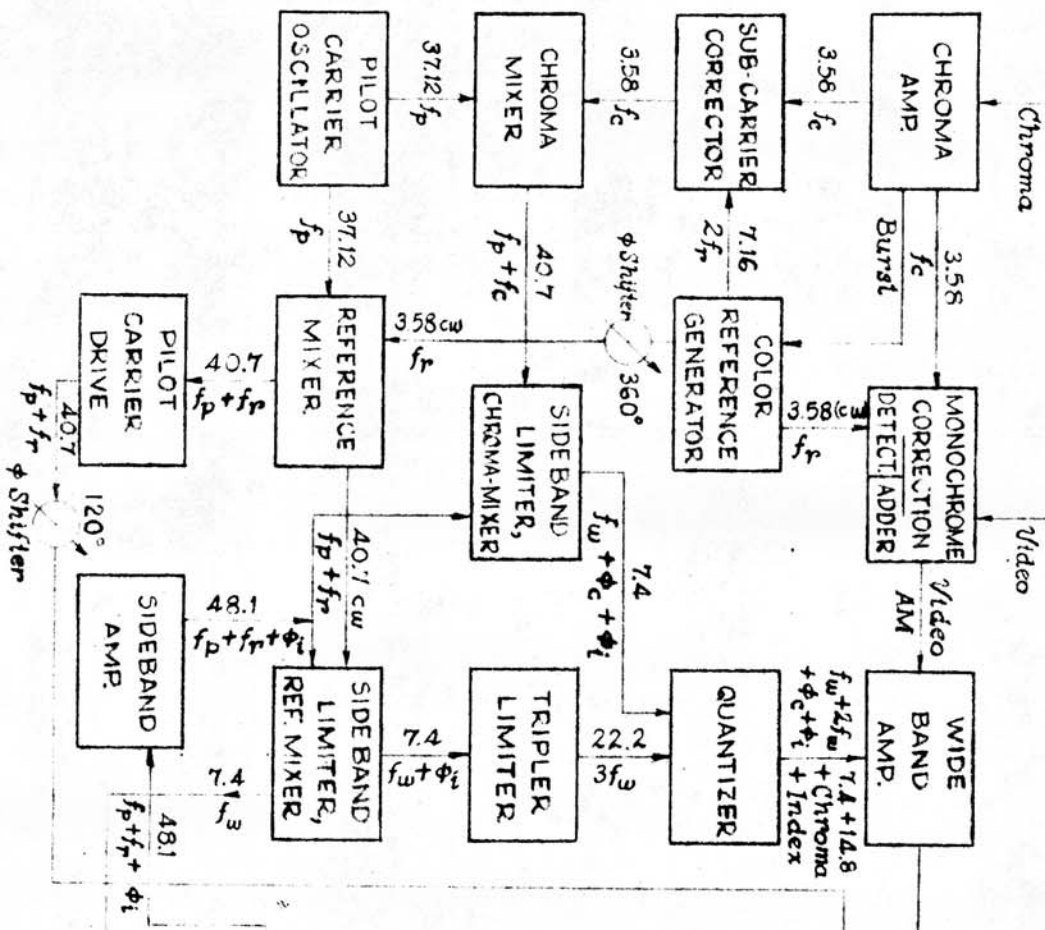 PILOT
CARRIER
OSCILLATOR
37.12
fp
CHROMA
MIXER
3.58
fc
SUB-CARRIER
CORRECTOR
3.58
fc
CHROMA
AMP.
Chroma
37.12
fp
40.7
fp + fc
φ Shifter
360°
7.16
2fr
Burst
3.58
fc
PILOT
CARRIER
DRIVE
40.7
fp + fr
REFERENCE
MIXER
3.58 cw
fr
SIDEBAND
LIMITER,
CHROMA-MIXER
COLOR
REFERENCE
GENERATOR
3.58 (cw)
fr
MONOCHROME
CORRECTION
DETECT. ADDER
Video
40.7
fp + fr
120°
φ Shifter
40.7 cw
fp + fr
7.4
fw + φc + φi
Video
AM
SIDEBAND
AMP.
48.1
fp + fr + φi
SIDEBAND
LIMITER,
REF. MIXER
7.4
fw + φi
TRIPLER
LIMITER
22.2
3fw
QUANTIZER
7.4 + 14.8
+ Chroma
+ Index
fw + 2fw
+ φc + φi
WIDE
BAND
AMP.
7.4
fw
48.1
fp + fr + φi